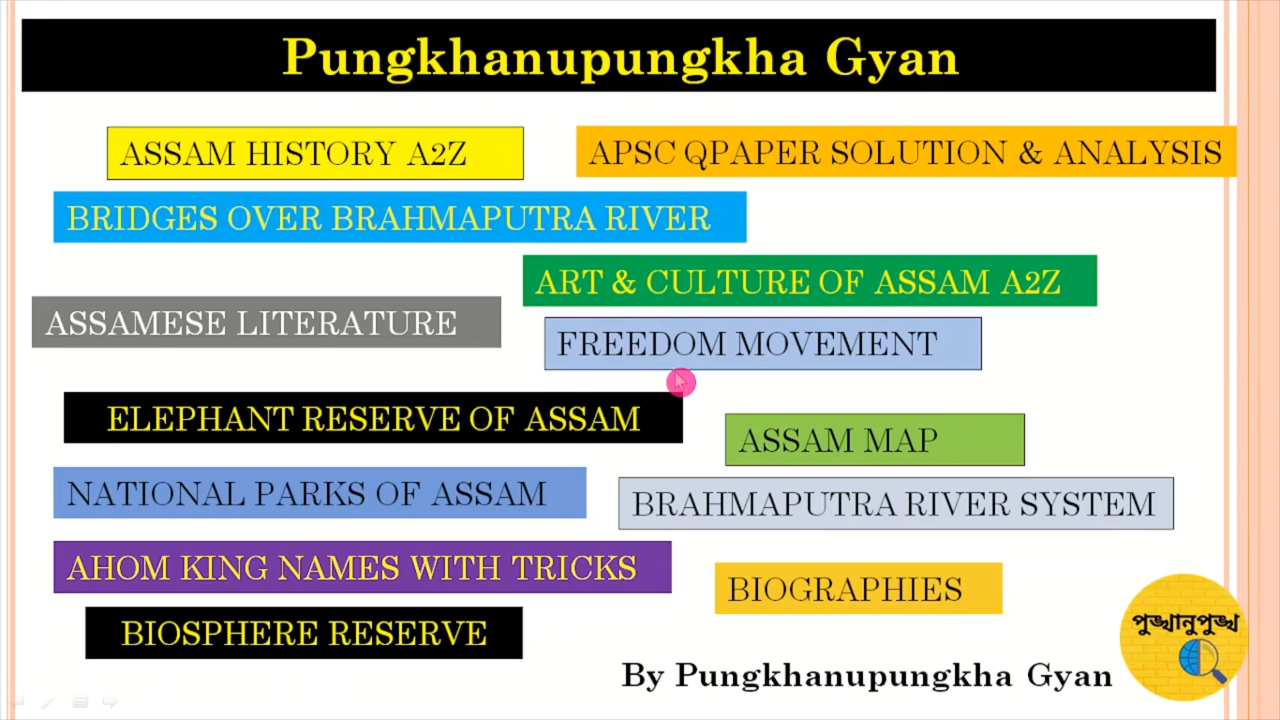 Pungkhanupungkha Gyan
ASSAM HISTORY A2Z
APSC QPAPER SOLUTION & ANALYSIS
BRIDGES OVER BRAHMAPUTRA RIVER
ART & CULTURE OF ASSAM A2Z
ASSAMESE LITERATURE
FREEDOM MOVEMENT
ELEPHANT RESERVE OF ASSAM
ASSAM MAP
NATIONAL PARKS OF ASSAM
BRAHMAPUTRA RIVER SYSTEM
AHOM KING NAMES WITH TRICKS
BIOGRAPHIES
BIOSPHERE RESERVE
পুঙ্খানুপুঙ্খ
By Pungkhanupungkha Gyan